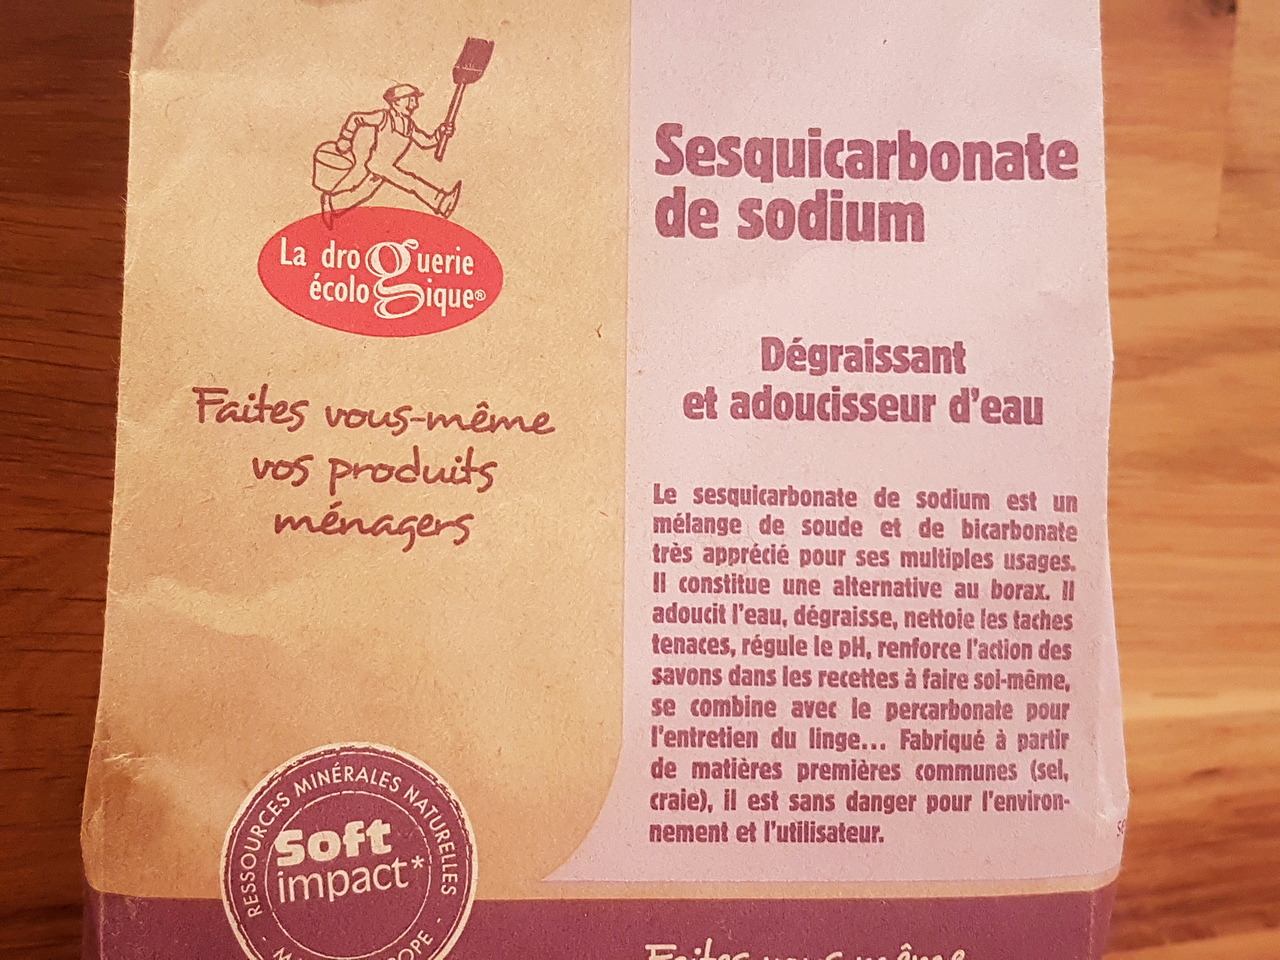 La droguerie
écologique®
Faites vous-même
vos produits
ménagers
RESSOURCES MINÉRALES NATURELLES
Soft
impact*
Sesquicarbonate
de sodium
Dégraissant
et adoucisseur d'eau
Le sesquicarbonate de sodium est un
mélange de soude et de bicarbonate
très apprécié pour ses multiples usages.
Il constitue une alternative au borax. Il
adoucit l'eau, dégraisse, nettoie les taches
tenaces, régule le pH, renforce l'action des
savons dans les recettes à faire soi-même,
se combine avec le percarbonate pour
l'entretien du linge... Fabriqué à partir
de matières premières communes (sel,
craie), il est sans danger pour l'environ-
nement et l'utilisateur.
Faites vous-même